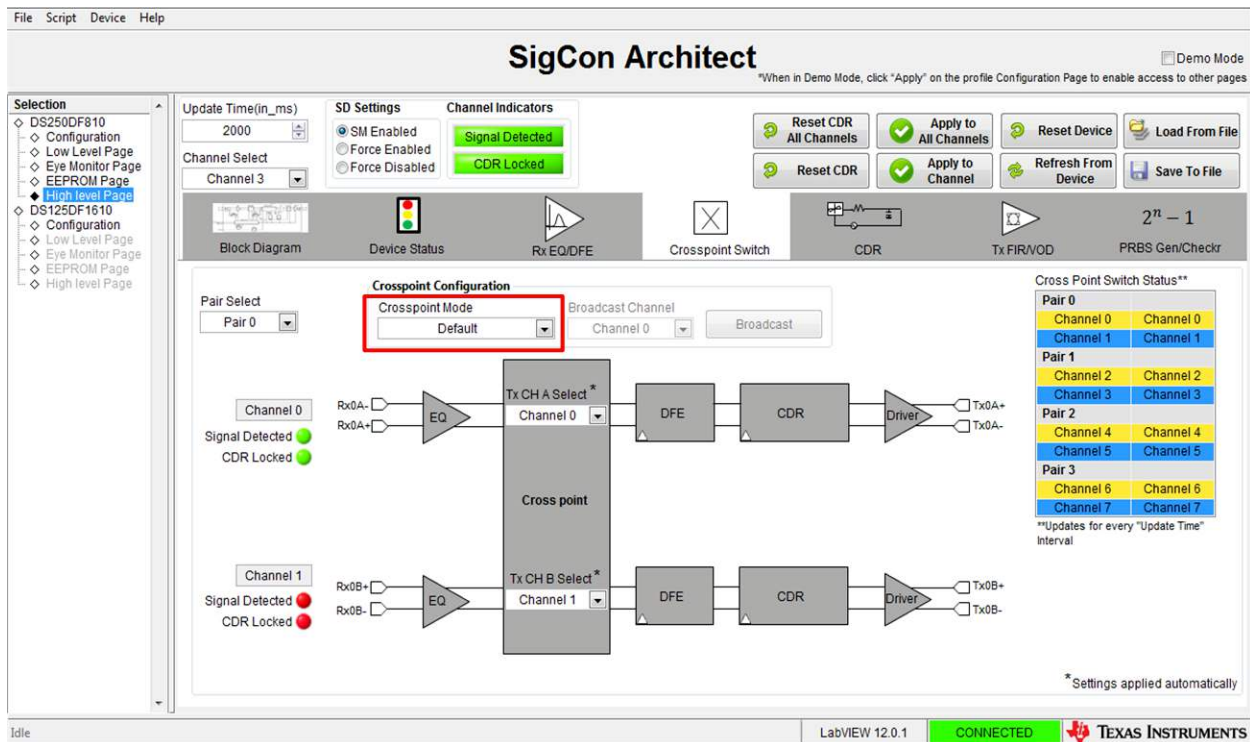 File Script Device Help
SigCon Architect
Demo Mode
*When in Demo Mode, click "Apply" on the profile Configuration Page to enable access to other pages
Selection
DS250DF810
Configuration
Low Level Page
Eye Monitor Page
EEPROM Page
High level Page
DS125DF1610
Configuration
Low Level Page
Eye Monitor Page
EEPROM Page
High level Page
Update Time(in_ms)
2000
Channel Select
Channel 3
SD Settings
SM Enabled
Force Enabled
Force Disabled
Channel Indicators
Signal Detected
CDR Locked
Reset CDR
All Channels
Apply to
All Channels
Reset Device
Load From File
Reset CDR
Apply to
Channel
Refresh From
Device
Save To File
Block Diagram
Device Status
Rx EQ/DFE
Crosspoint Switch
CDR
Tx FIR/VOD
2ⁿ − 1
PRBS Gen/Checkr
Pair Select
Pair 0
Crosspoint Configuration
Crosspoint Mode
Default
Broadcast Channel
Channel 0
Broadcast
Channel 0
Signal Detected
CDR Locked
Rx0A-
Rx0A+
EQ
Tx CH A Select *
Channel 0
DFE
CDR
Driver
Tx0A+
Tx0A-
Cross point
Channel 1
Signal Detected
CDR Locked
Rx0B+
Rx0B-
EQ
Tx CH B Select *
Channel 1
DFE
CDR
Driver
Tx0B+
Tx0B-
Cross Point Switch Status**
Pair 0
Channel 0 Channel 0
Channel 1 Channel 1
Pair 1
Channel 2 Channel 2
Channel 3 Channel 3
Pair 2
Channel 4 Channel 4
Channel 5 Channel 5
Pair 3
Channel 6 Channel 6
Channel 7 Channel 7
**Updates for every "Update Time"
Interval
*Settings applied automatically
Idle
LabVIEW 12.0.1
CONNECTED
TEXAS INSTRUMENTS